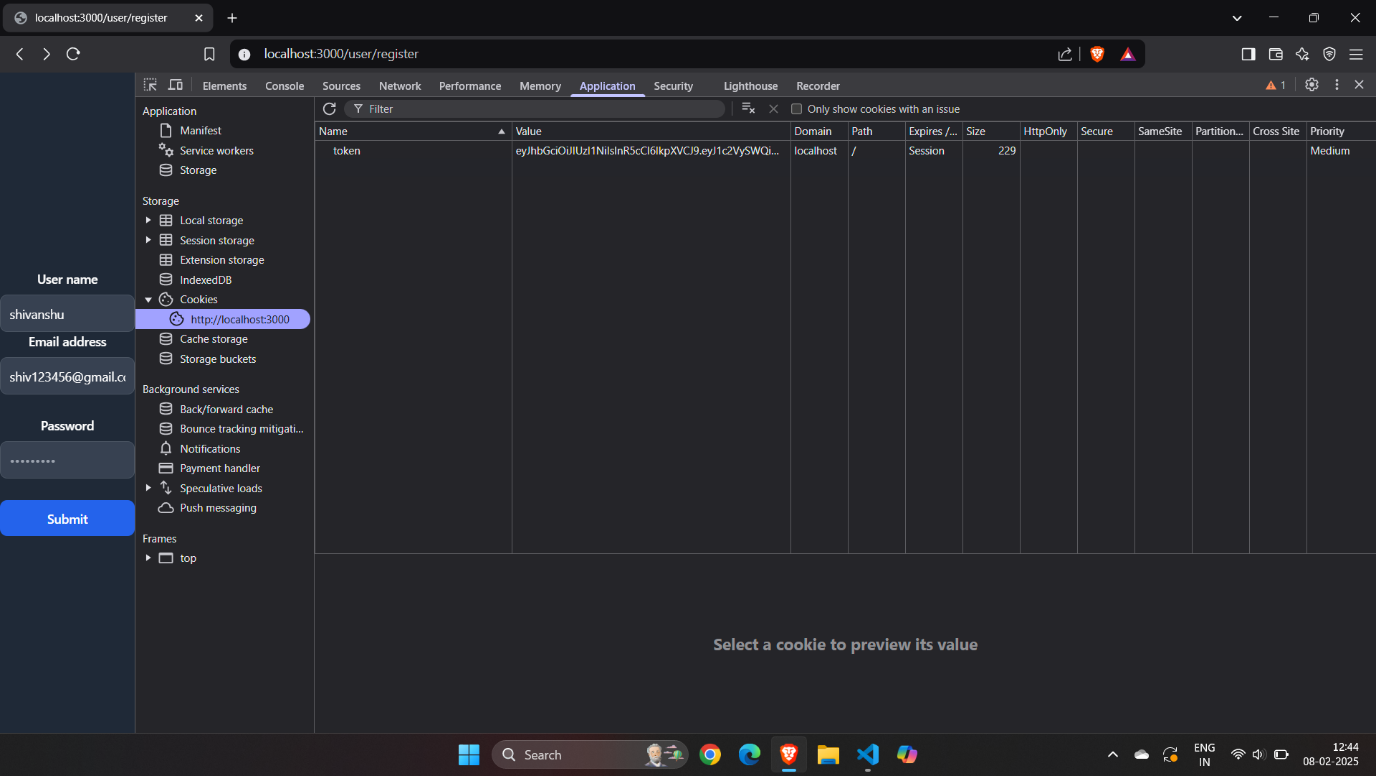 localhost:3000/user/register
localhost:3000/user/register
Elements Console Sources Network Performance Memory Application Security Lighthouse Recorder 1
Application
Manifest
Service workers
Storage
Storage
Local storage
Session storage
Extension storage
IndexedDB
Cookies
http://localhost:3000
Cache storage
Storage buckets
Background services
Back/forward cache
Bounce tracking mitigati...
Notifications
Payment handler
Speculative loads
Push messaging
Frames
top
Filter Only show cookies with an issue
Name Value Domain Path Expires /... Size HttpOnly Secure SameSite Partition... Cross Site Priority
token eyJhbGciOiJIUzI1NiIsInR5cCI6IkpXVCJ9.eyJ1c2VySWQi... localhost / Session 229 Medium
Select a cookie to preview its value
User name
shivanshu
Email address
shiv123456@gmail.co
Password
•••••••••
Submit
Search
ENG
IN
12:44
08-02-2025